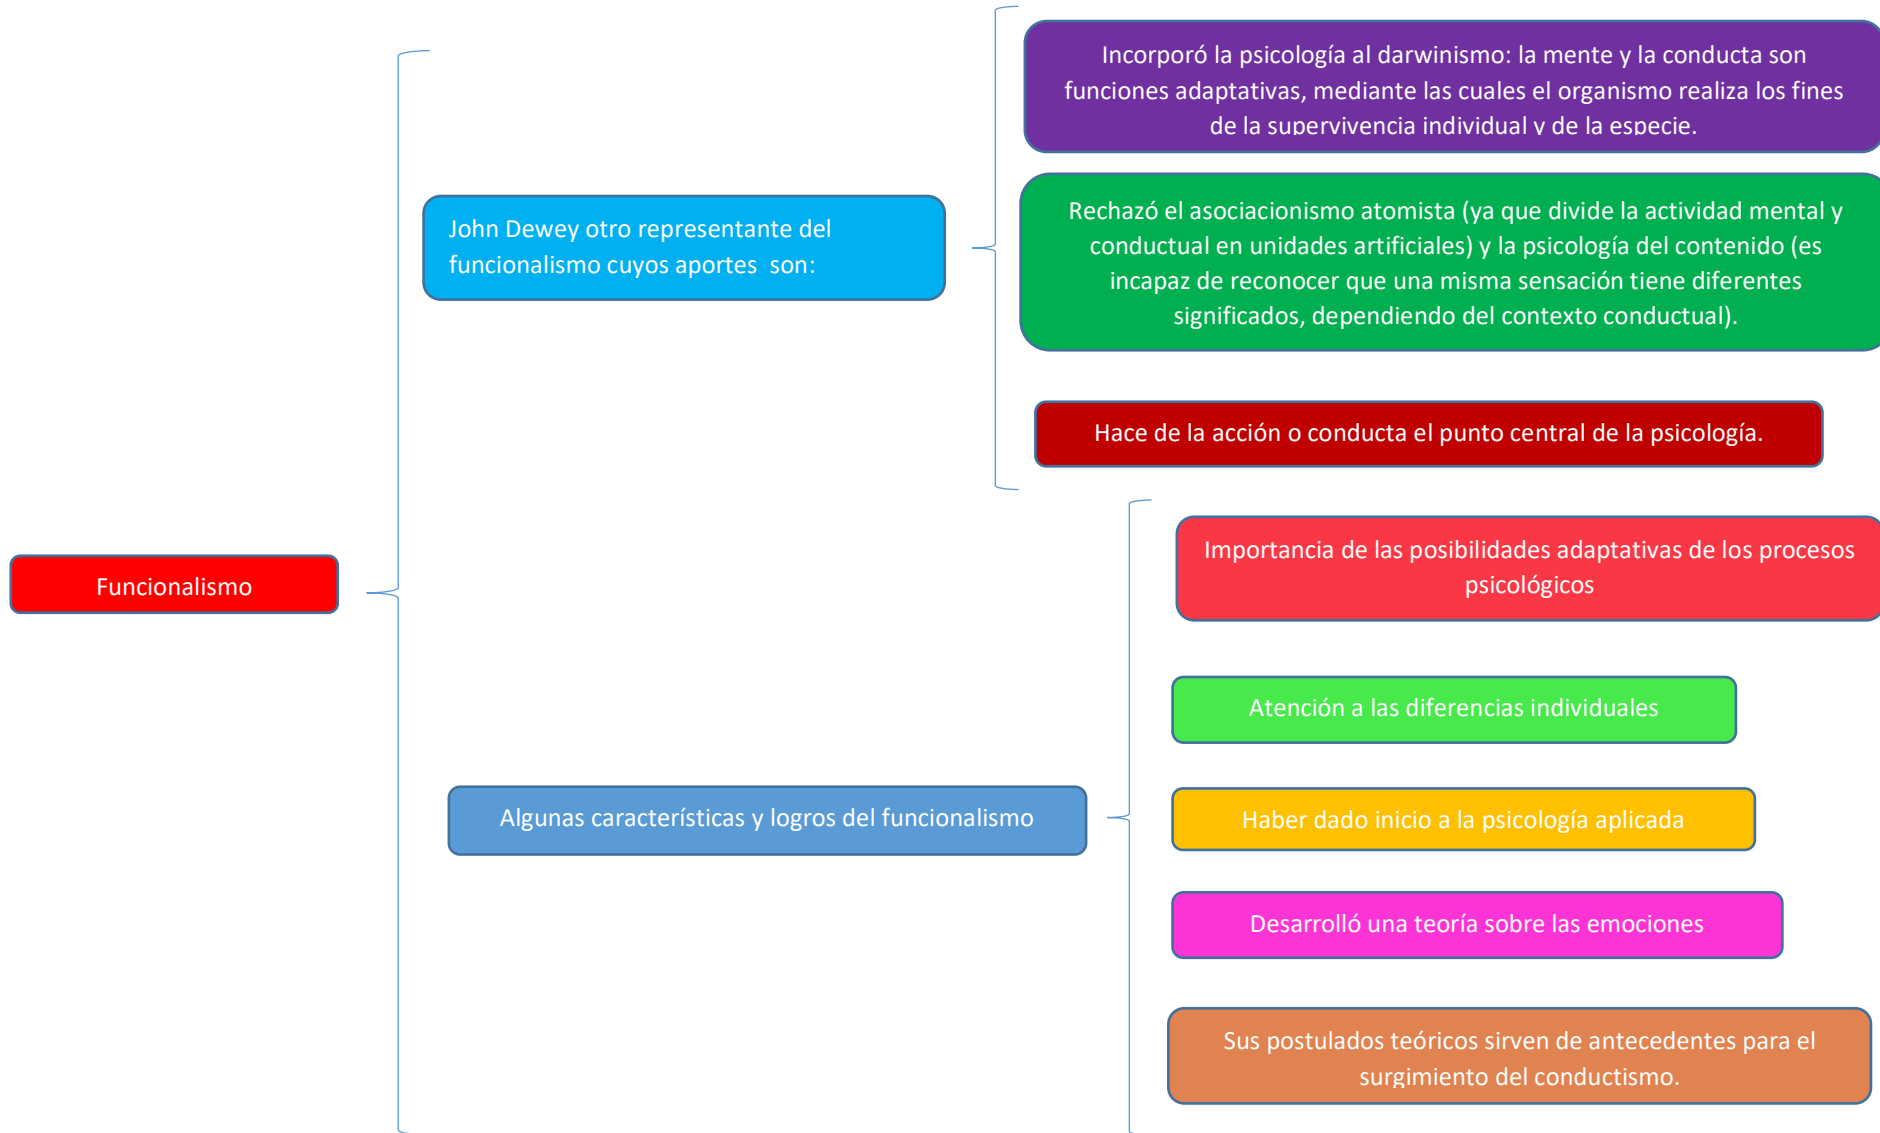 Funcionalismo
John Dewey otro representante del
funcionalismo cuyos aportes  son:
Incorporó la psicología al darwinismo: la mente y la conducta son
funciones adaptativas, mediante las cuales el organismo realiza los fines
de la supervivencia individual y de la especie.
Rechazó el asociacionismo atomista (ya que divide la actividad mental y
conductual en unidades artificiales) y la psicología del contenido (es
incapaz de reconocer que una misma sensación tiene diferentes
significados, dependiendo del contexto conductual).
Hace de la acción o conducta el punto central de la psicología.
Algunas características y logros del funcionalismo
Importancia de las posibilidades adaptativas de los procesos
psicológicos
Atención a las diferencias individuales
Haber dado inicio a la psicología aplicada
Desarrolló una teoría sobre las emociones
Sus postulados teóricos sirven de antecedentes para el
surgimiento del conductismo.